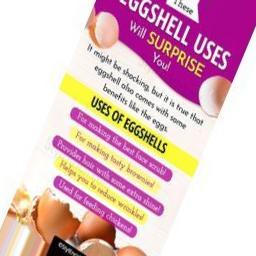 These
EGGSHELL USES
Will SURPRISE
You!
It might be shocking, but it is true that
eggshell also comes with some
benefits like the eggs.
USES OF EGGSHELLS
For making the best face scrub!
For making tasty brownies!
Provides hair with some extra shine!
Helps you to reduce wrinkles!
Used for feeding chickens!